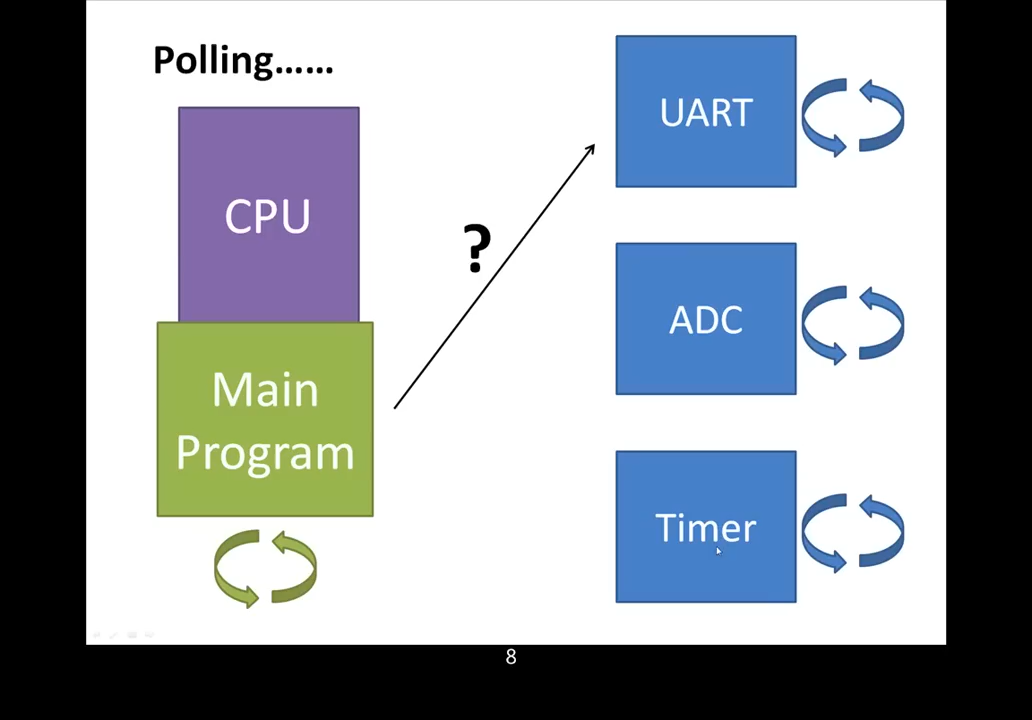 Polling......
CPU
Main
Program
?
UART
ADC
Timer
8